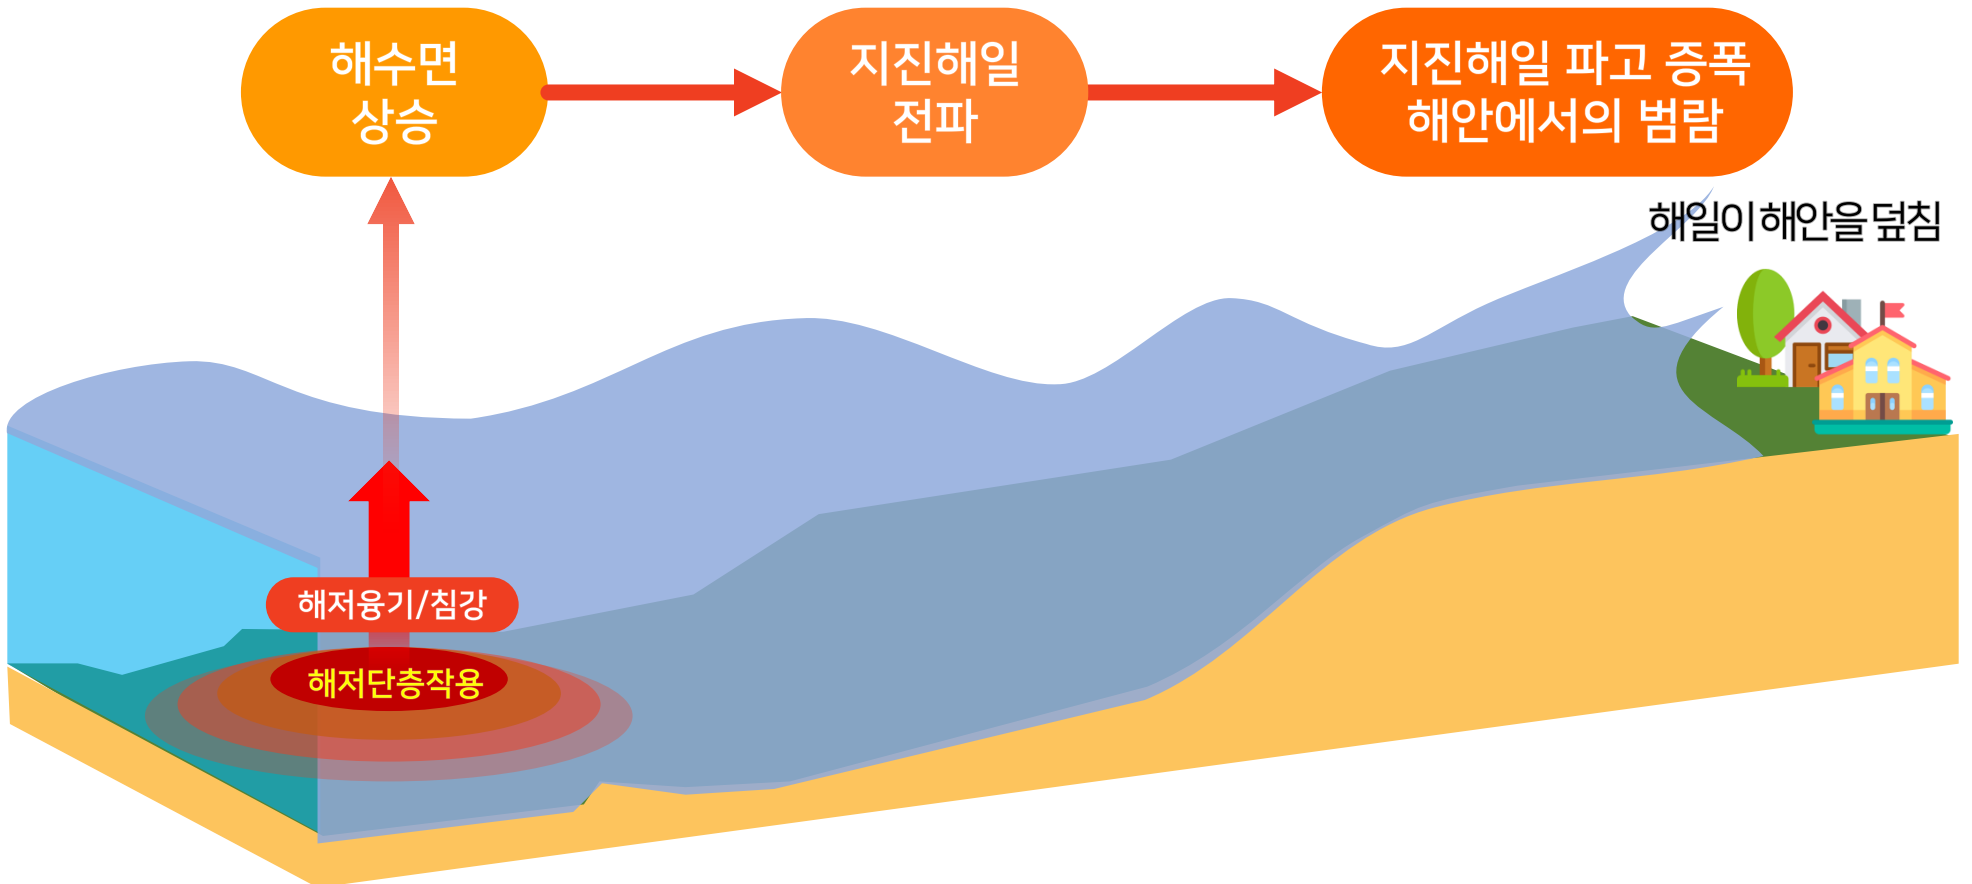 해수면
상승
지진해일
전파
지진해일 파고 증폭
해안에서의 범람
해일이 해안을 덮침
해저융기/침강
해저단층작용